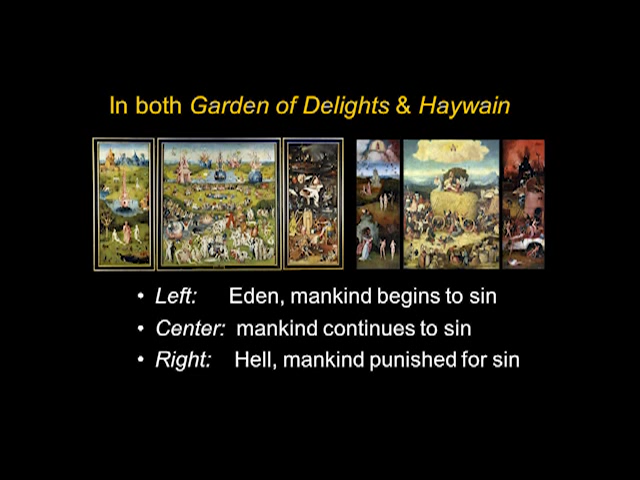 In both Garden of Delights & Haywain
• Left: Eden, mankind begins to sin
• Center: mankind continues to sin
• Right: Hell, mankind punished for sin